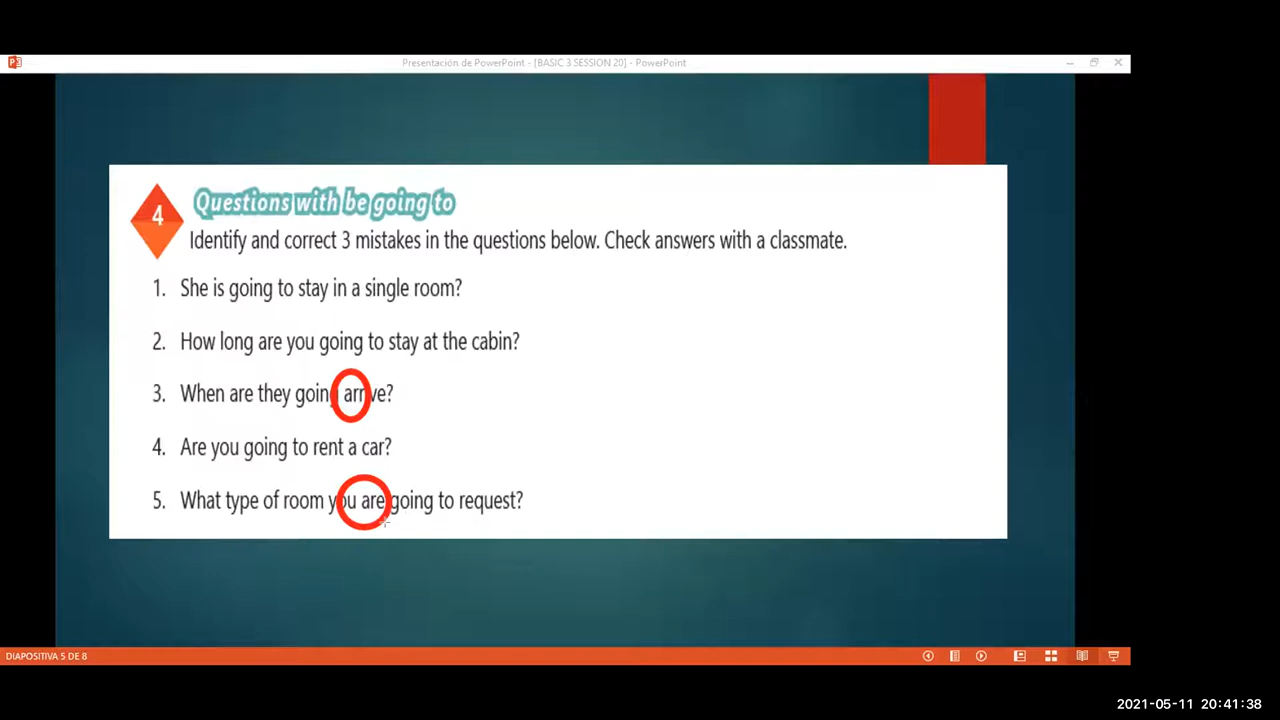 Presentación de PowerPoint - [BASIC 3 SESSION 20] - PowerPoint
4
Questions with be going to
Identify and correct 3 mistakes in the questions below. Check answers with a classmate.
1. She is going to stay in a single room?
2. How long are you going to stay at the cabin?
3. When are they going arrive?
4. Are you going to rent a car?
5. What type of room you are going to request?
DIAPOSITIVA 5 DE 8
2021-05-11 20:41:38